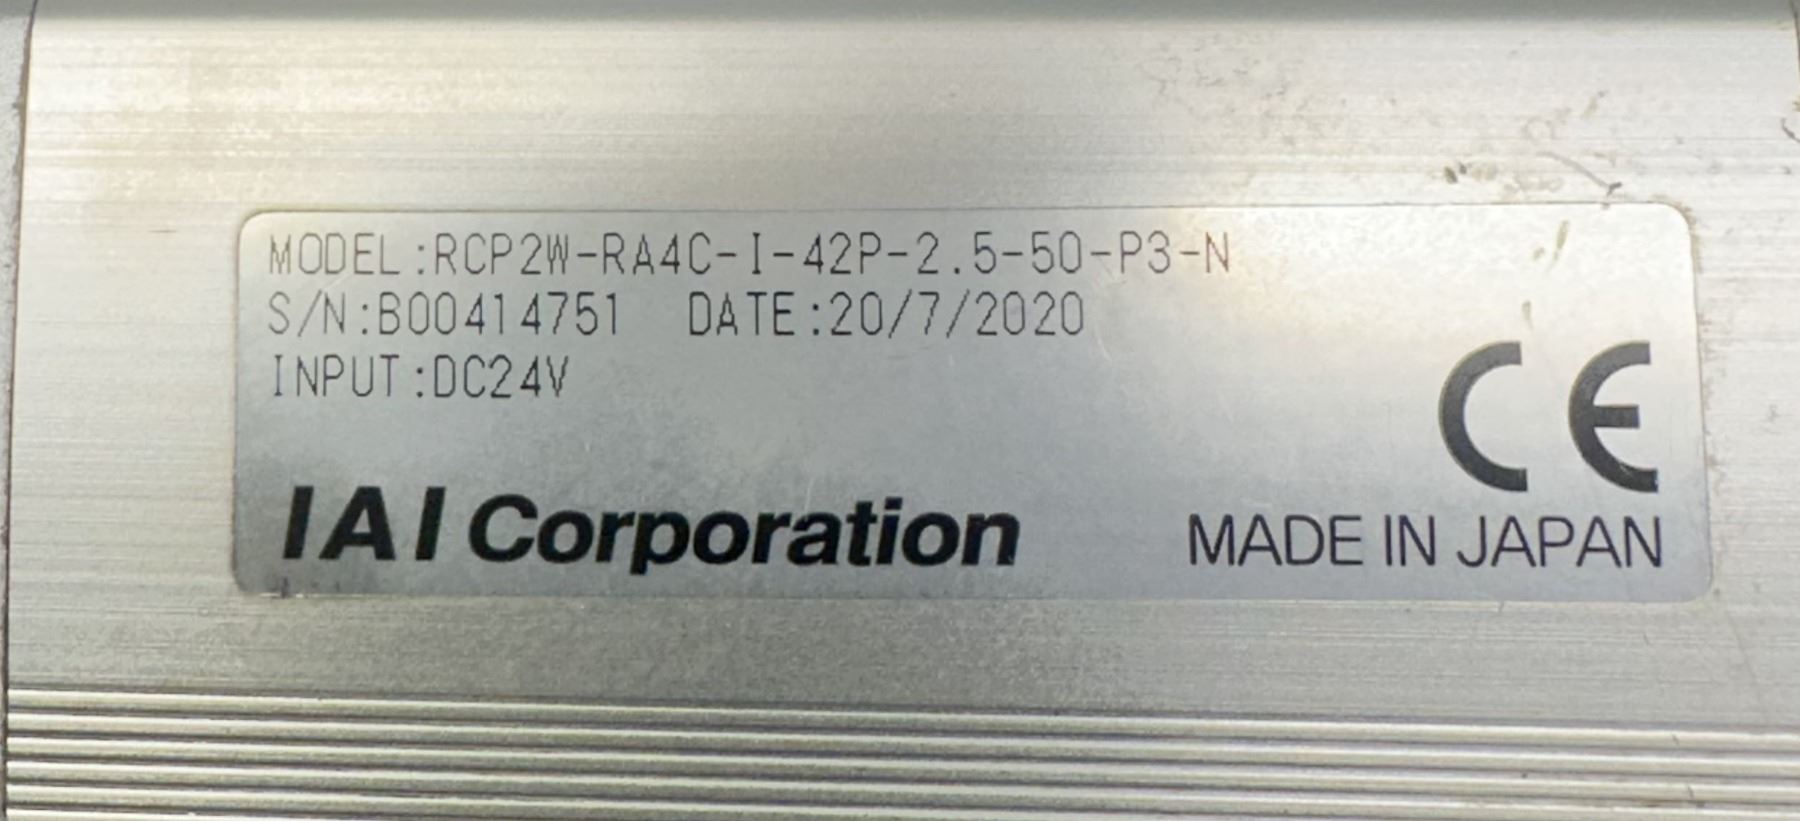 MODEL:RCP2W-RA4C-I-42P-2.5-50-P3-N
S/N:B00414751 DATE:20/7/2020
INPUT:DC24V
CE
IAI Corporation MADE IN JAPAN